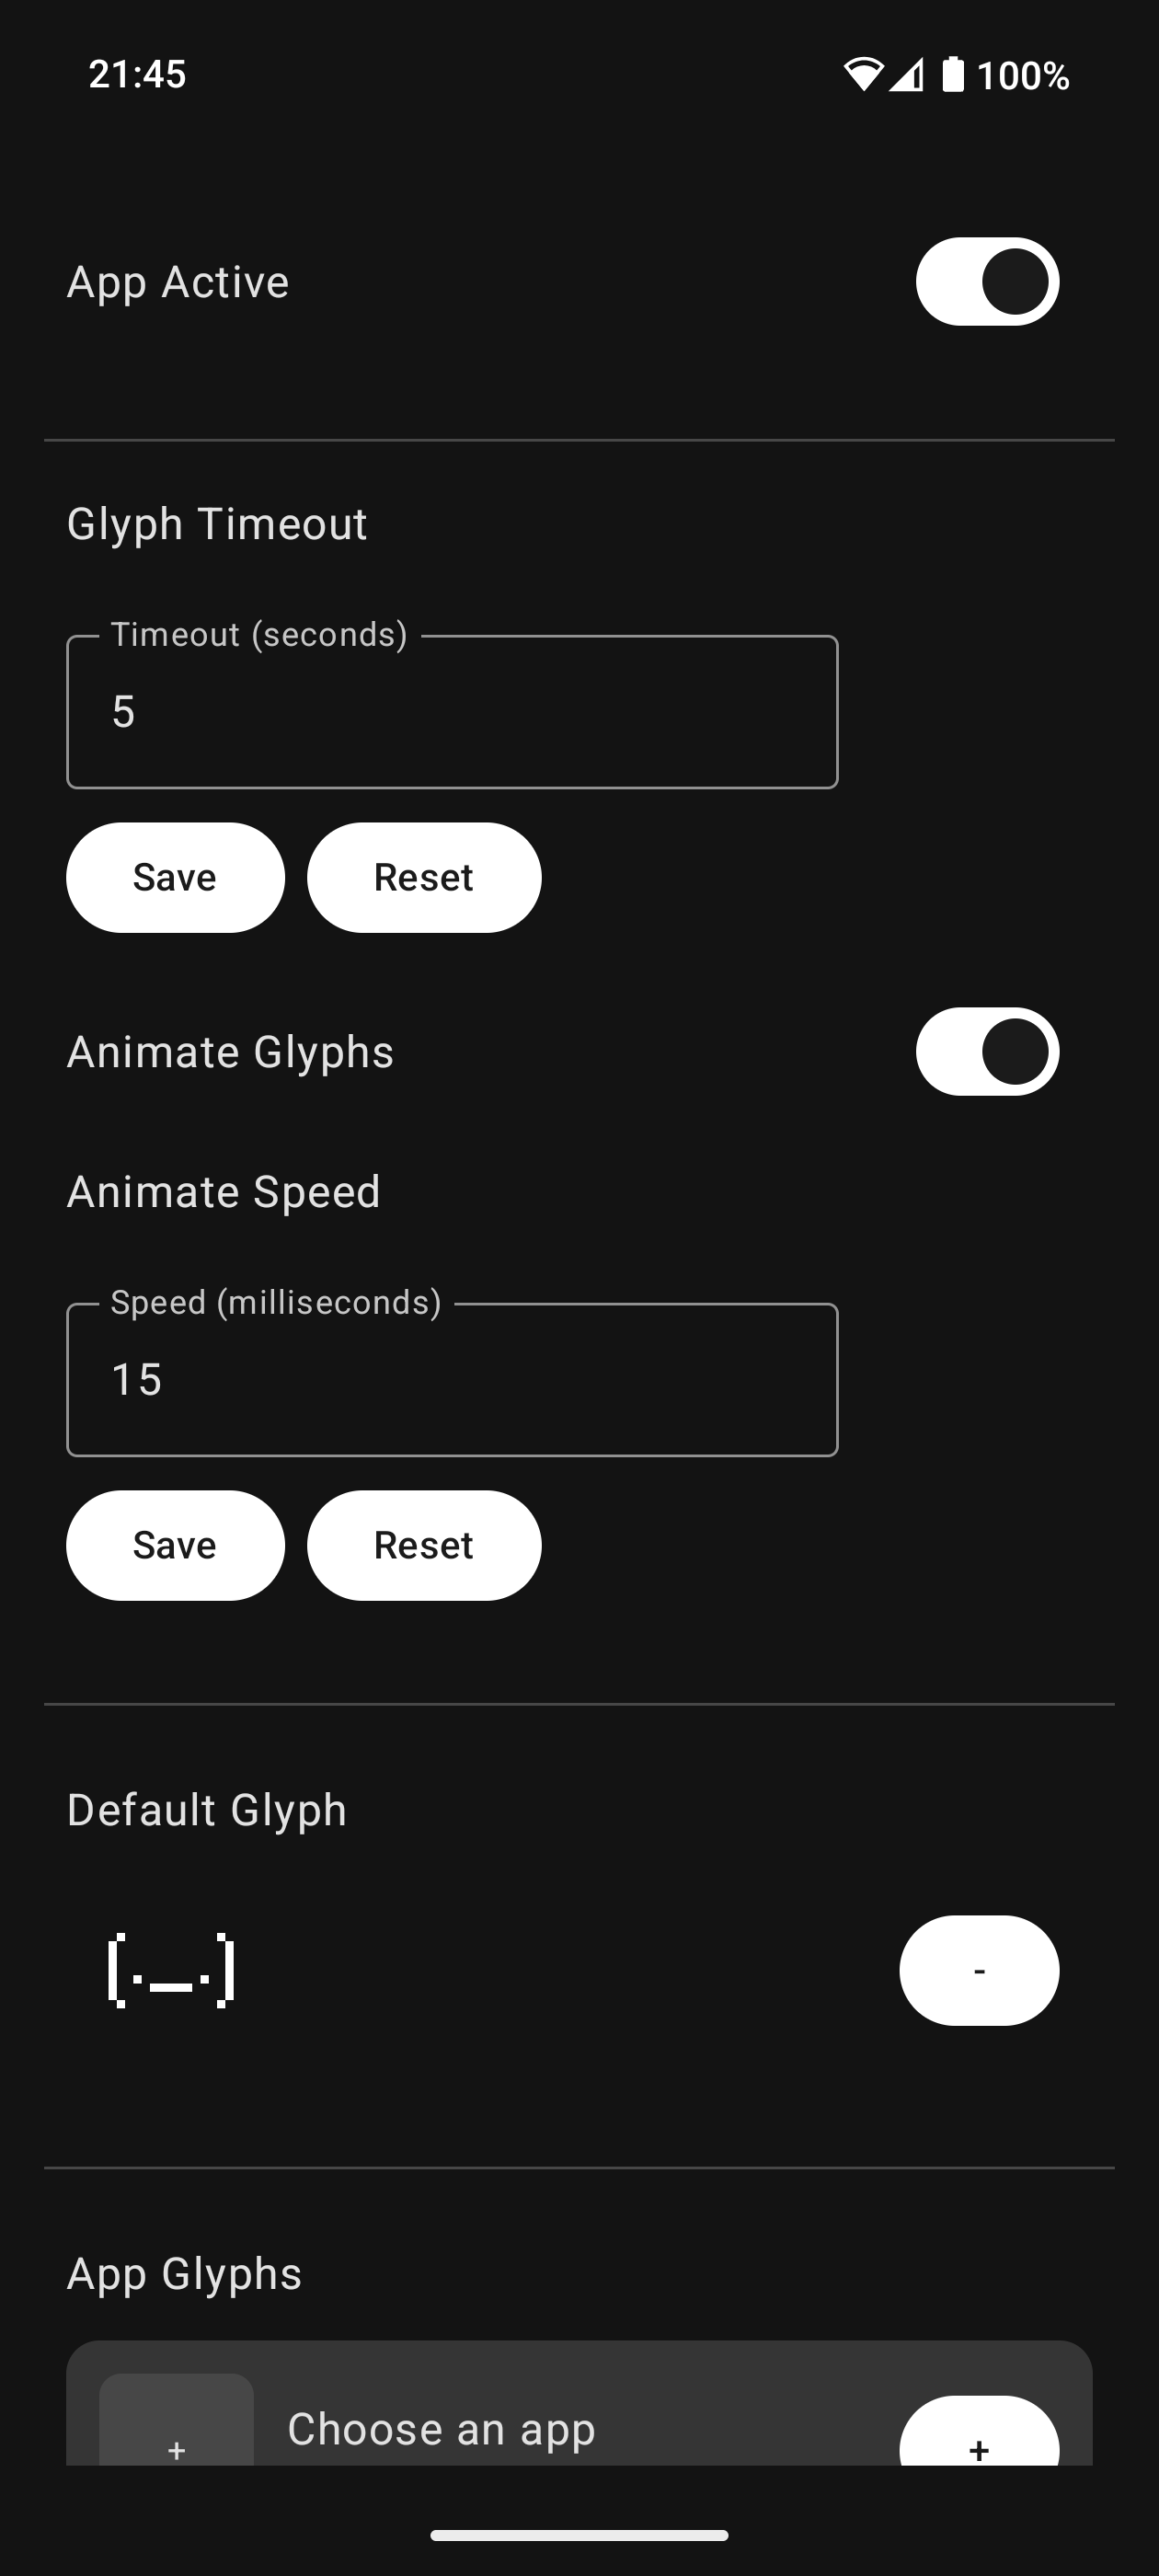 21:45
100%
App Active
Glyph Timeout
Timeout (seconds)
5
Save Reset
Animate Glyphs
Animate Speed
Speed (milliseconds)
15
Save Reset
Default Glyph
[._.]
-
App Glyphs
+ Choose an app +